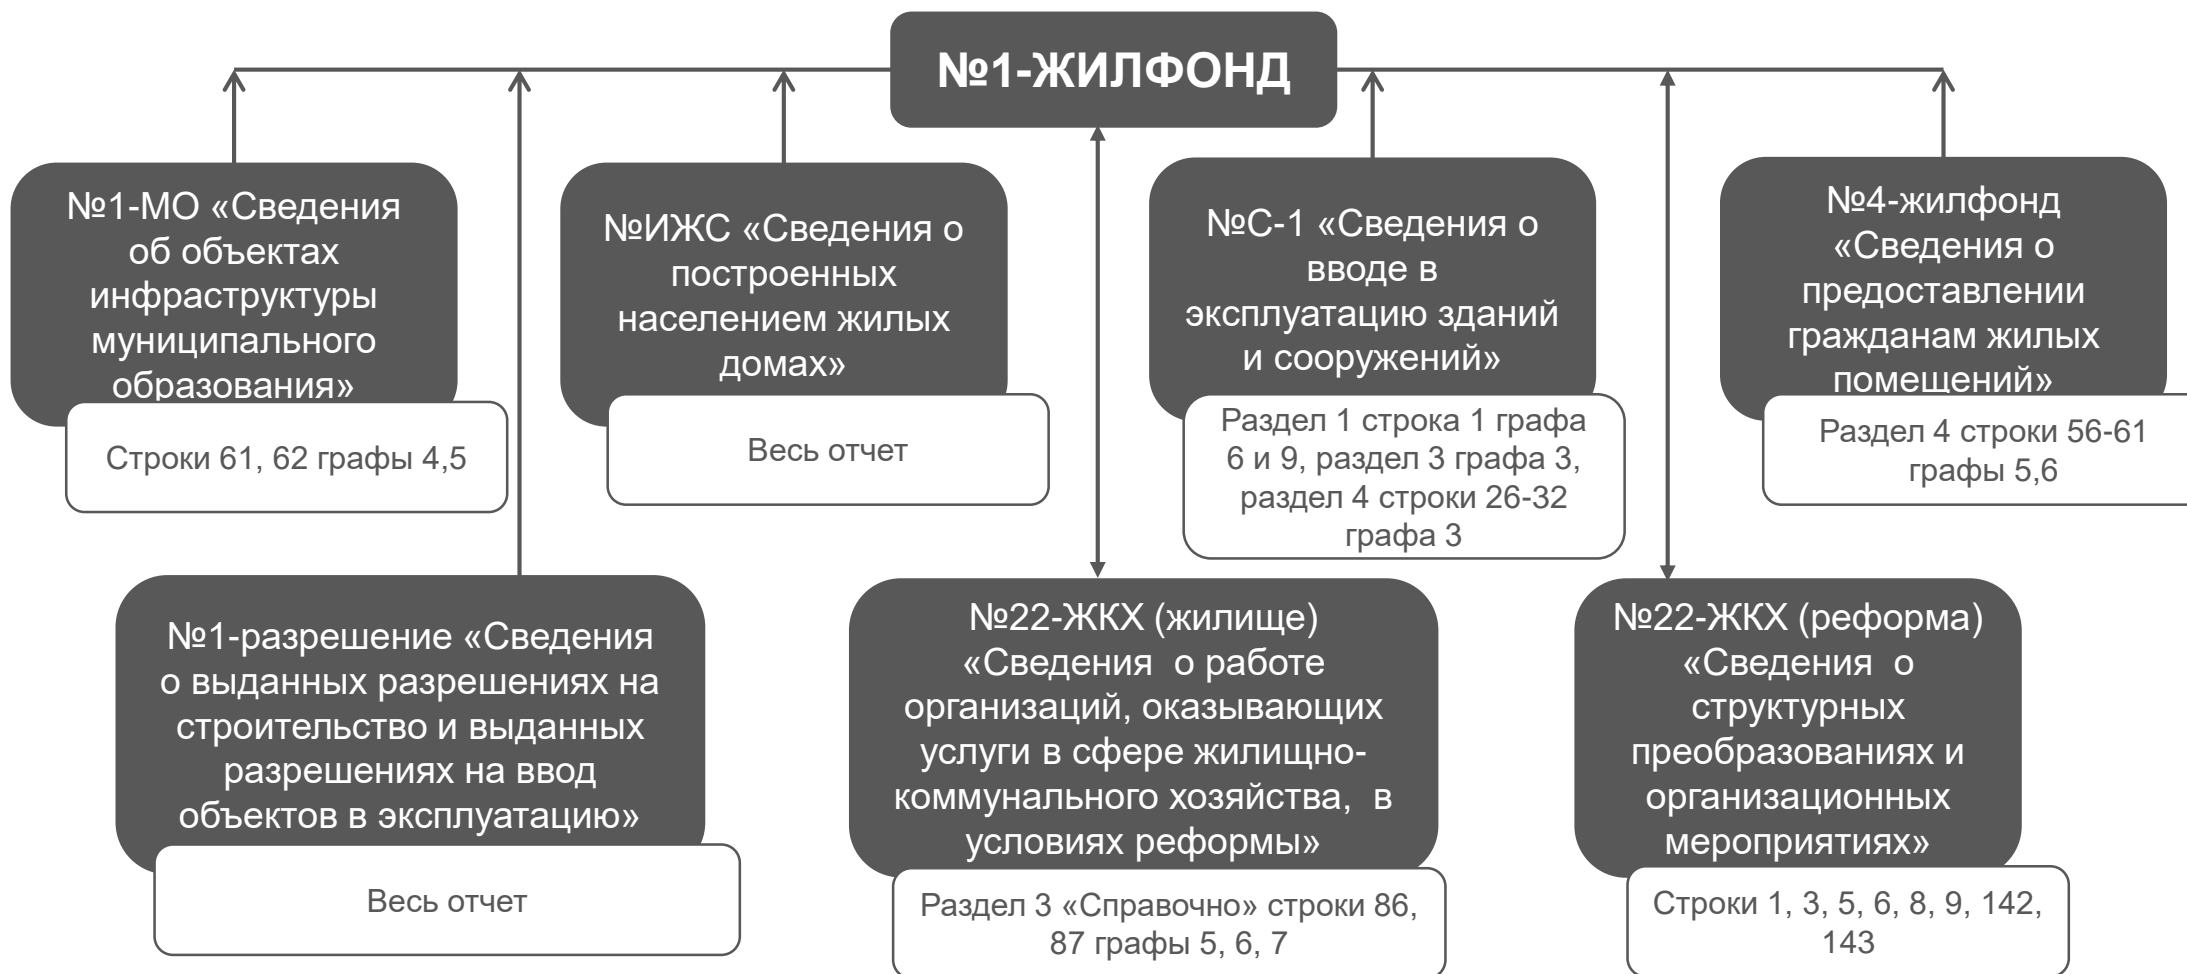 №1-ЖИЛФОНД
№1-МО «Сведения
об объектах
инфраструктуры
муниципального
образования»
Строки 61, 62 графы 4,5
№ИЖС «Сведения о
построенных
населением жилых
домах»
Весь отчет
№С-1 «Сведения о
вводе в
эксплуатацию зданий
и сооружений»
Раздел 1 строка 1 графа
6 и 9, раздел 3 графа 3,
раздел 4 строки 26-32
графа 3
№4-жилфонд
«Сведения о
предоставлении
гражданам жилых
помещений»
Раздел 4 строки 56-61
графы 5,6
№1-разрешение «Сведения
о выданных разрешениях на
строительство и выданных
разрешениях на ввод
объектов в эксплуатацию»
Весь отчет
№22-ЖКХ (жилище)
«Сведения о работе
организаций, оказывающих
услуги в сфере жилищно-
коммунального хозяйства, в
условиях реформы»
Раздел 3 «Справочно» строки 86,
87 графы 5, 6, 7
№22-ЖКХ (реформа)
«Сведения о
структурных
преобразованиях и
организационных
мероприятиях»
Строки 1, 3, 5, 6, 8, 9, 142,
143